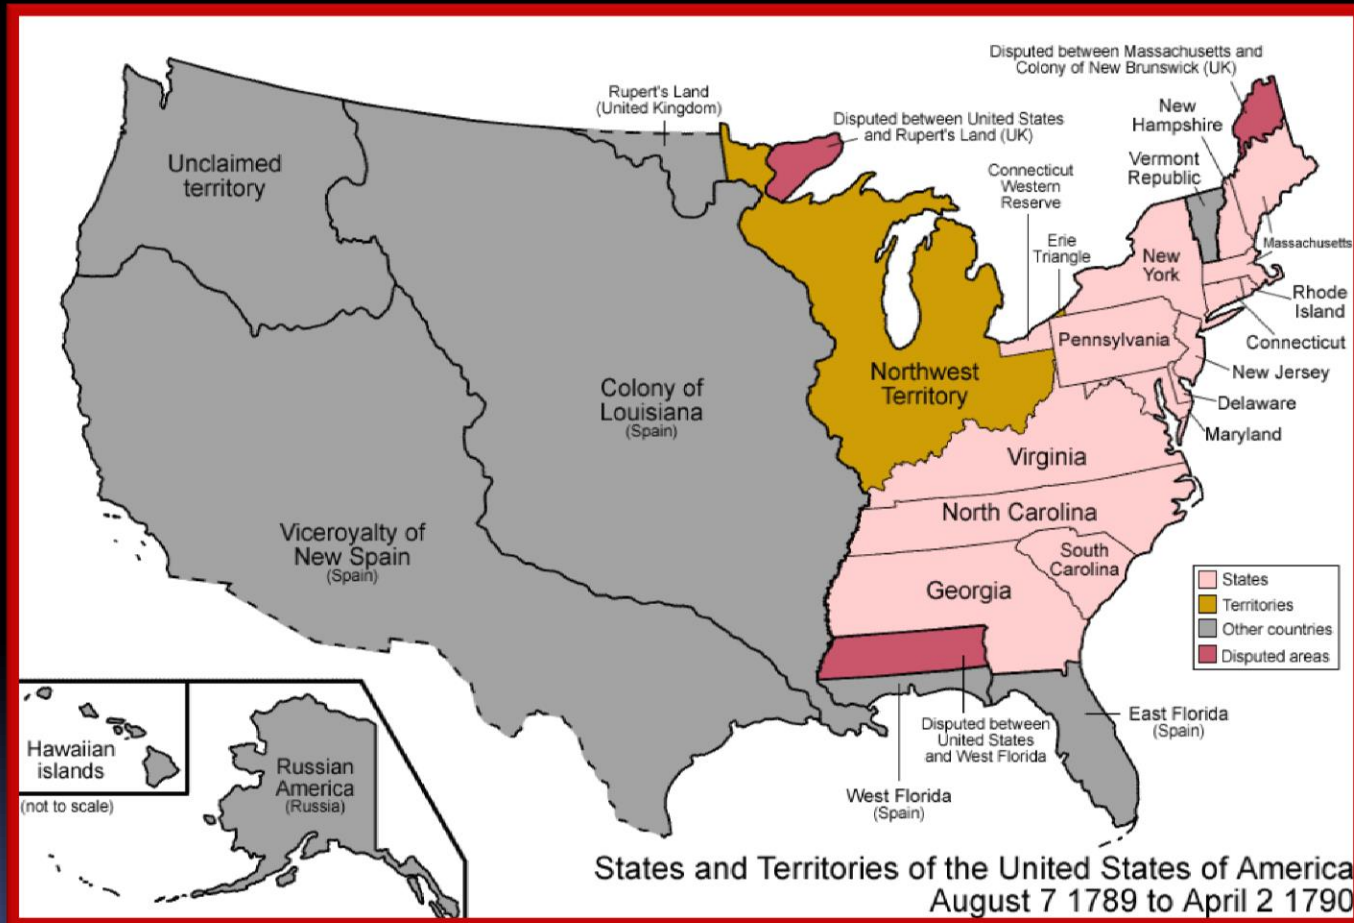 Disputed between Massachusetts and
Colony of New Brunswick (UK)
Rupert's Land
(United Kingdom)
Disputed between United States
and Rupert's Land (UK)
New
Hampshire
Vermont
Republic
Unclaimed
territory
Connecticut
Western
Reserve
Erie
Triangle
New
York
Massachusetts
Rhode
Island
Connecticut
Pennsylvania
New Jersey
Delaware
Maryland
Northwest
Territory
Colony of
Louisiana
(Spain)
Virginia
North Carolina
South
Carolina
Georgia
Viceroyalty of
New Spain
(Spain)
States
Territories
Other countries
Disputed areas
Disputed between
United States
and West Florida
East Florida
(Spain)
West Florida
(Spain)
Hawaiian
islands
(not to scale)
Russian
America
(Russia)
States and Territories of the United States of America
August 7 1789 to April 2 1790